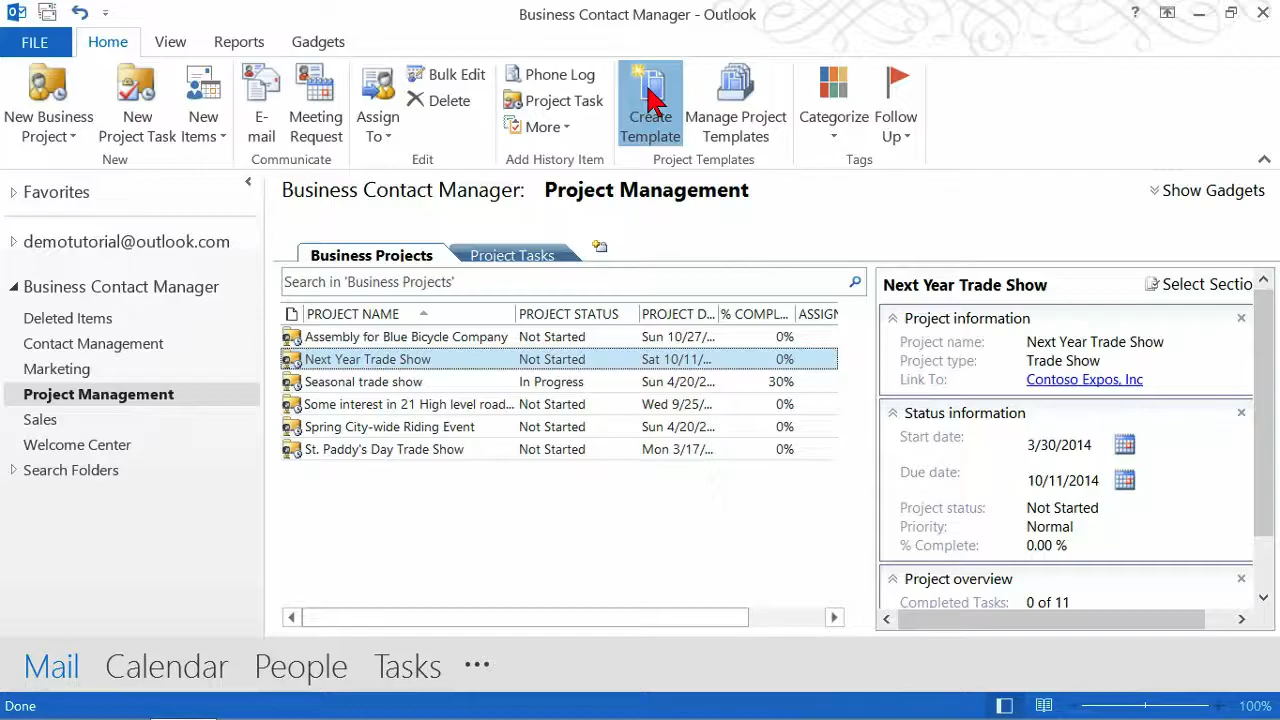 Business Contact Manager - Outlook
?
FILE
Home
View
Reports
Gadgets
New Business
Project
New
Project Task
New
Items
E-
mail
Meeting
Request
Assign
To
Bulk Edit
Delete
Phone Log
Project Task
More
Create
Template
Manage Project
Templates
Categorize
Follow
Up
New
Communicate
Edit
Add History Item
Project Templates
Tags
Favorites
demotutorial@outlook.com
Business Contact Manager
Deleted Items
Contact Management
Marketing
Project Management
Sales
Welcome Center
Search Folders
Business Contact Manager: Project Management
Show Gadgets
Business Projects
Project Tasks
Search in 'Business Projects'
PROJECT NAME PROJECT STATUS PROJECT D... % COMPL... ASSIGN
Assembly for Blue Bicycle Company Not Started Sun 10/27/... 0%
Next Year Trade Show Not Started Sat 10/11/... 0%
Seasonal trade show In Progress Sun 4/20/2... 30%
Some interest in 21 High level road... Not Started Wed 9/25/... 0%
Spring City-wide Riding Event Not Started Sun 4/20/2... 0%
St. Paddy's Day Trade Show Not Started Mon 3/17/... 0%
Next Year Trade Show
Select Sectio
Project information
Project name: Next Year Trade Show
Project type: Trade Show
Link To: Contoso Expos, Inc
Status information
Start date: 3/30/2014
Due date: 10/11/2014
Project status: Not Started
Priority: Normal
% Complete: 0.00 %
Project overview
Completed Tasks: 0 of 11
Mail
Calendar
People
Tasks
•••
Done
100%